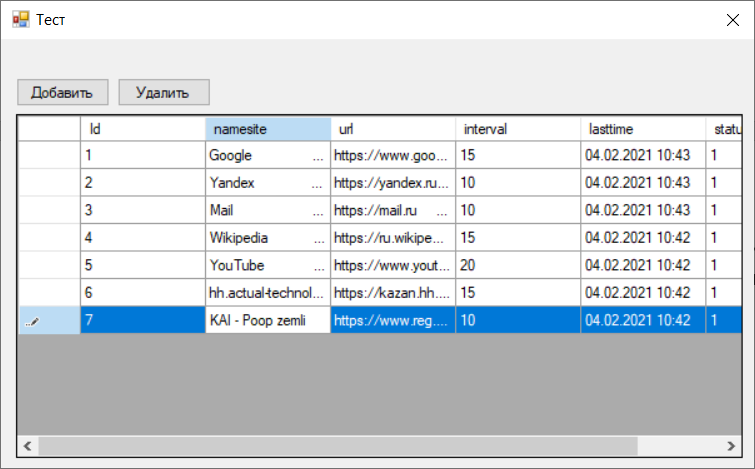 Тест
Добавить Удалить
Id namesite url interval lasttime statu
1 Google ... https://www.goo... 15 04.02.2021 10:43 1
2 Yandex ... https://yandex.ru... 10 04.02.2021 10:43 1
3 Mail ... https://mail.ru ... 10 04.02.2021 10:43 1
4 Wikipedia ... https://ru.wikipe... 15 04.02.2021 10:42 1
5 YouTube ... https://www.yout... 20 04.02.2021 10:42 1
6 hh.actual-technol... https://kazan.hh.... 15 04.02.2021 10:42 1
7 KAI - Poop zemli https://www.reg.... 10 04.02.2021 10:42 1